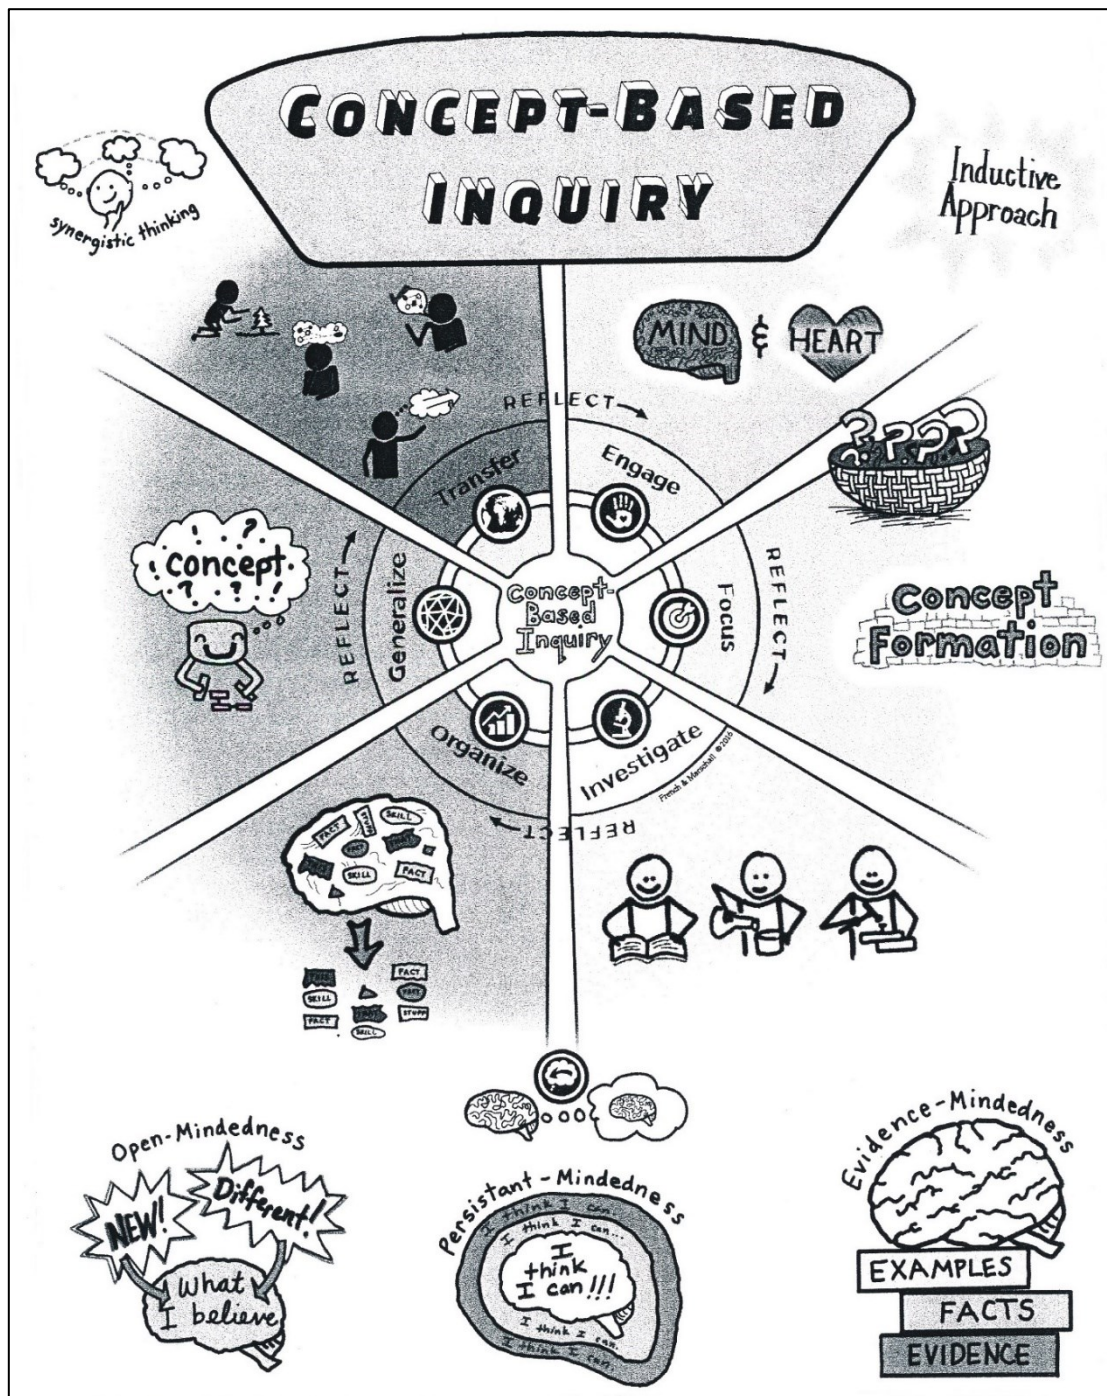 CONCEPT-BASED
INQUIRY
synergistic thinking
Inductive
Approach
MIND & HEART
REFLECT
Transfer
Engage
concept
REFLECT
Generalize
Concept-
Based
Inquiry
Focus
REFLECT
Concept
Formation
Organize
Investigate
French & Marschall © 2016
REFLECT
FACT
STUFF
SKILL
FACT
SKILL
FACT
FACT
SKILL
FACT
FACT
STUFF
SKILL
Open-Mindedness
NEW!
Different!
What
I believe
Persistant-Mindedness
I think I can...
I think I can...
I
think
I can!!!
I think I can.
I think I can.
Evidence-Mindedness
EXAMPLES
FACTS
EVIDENCE